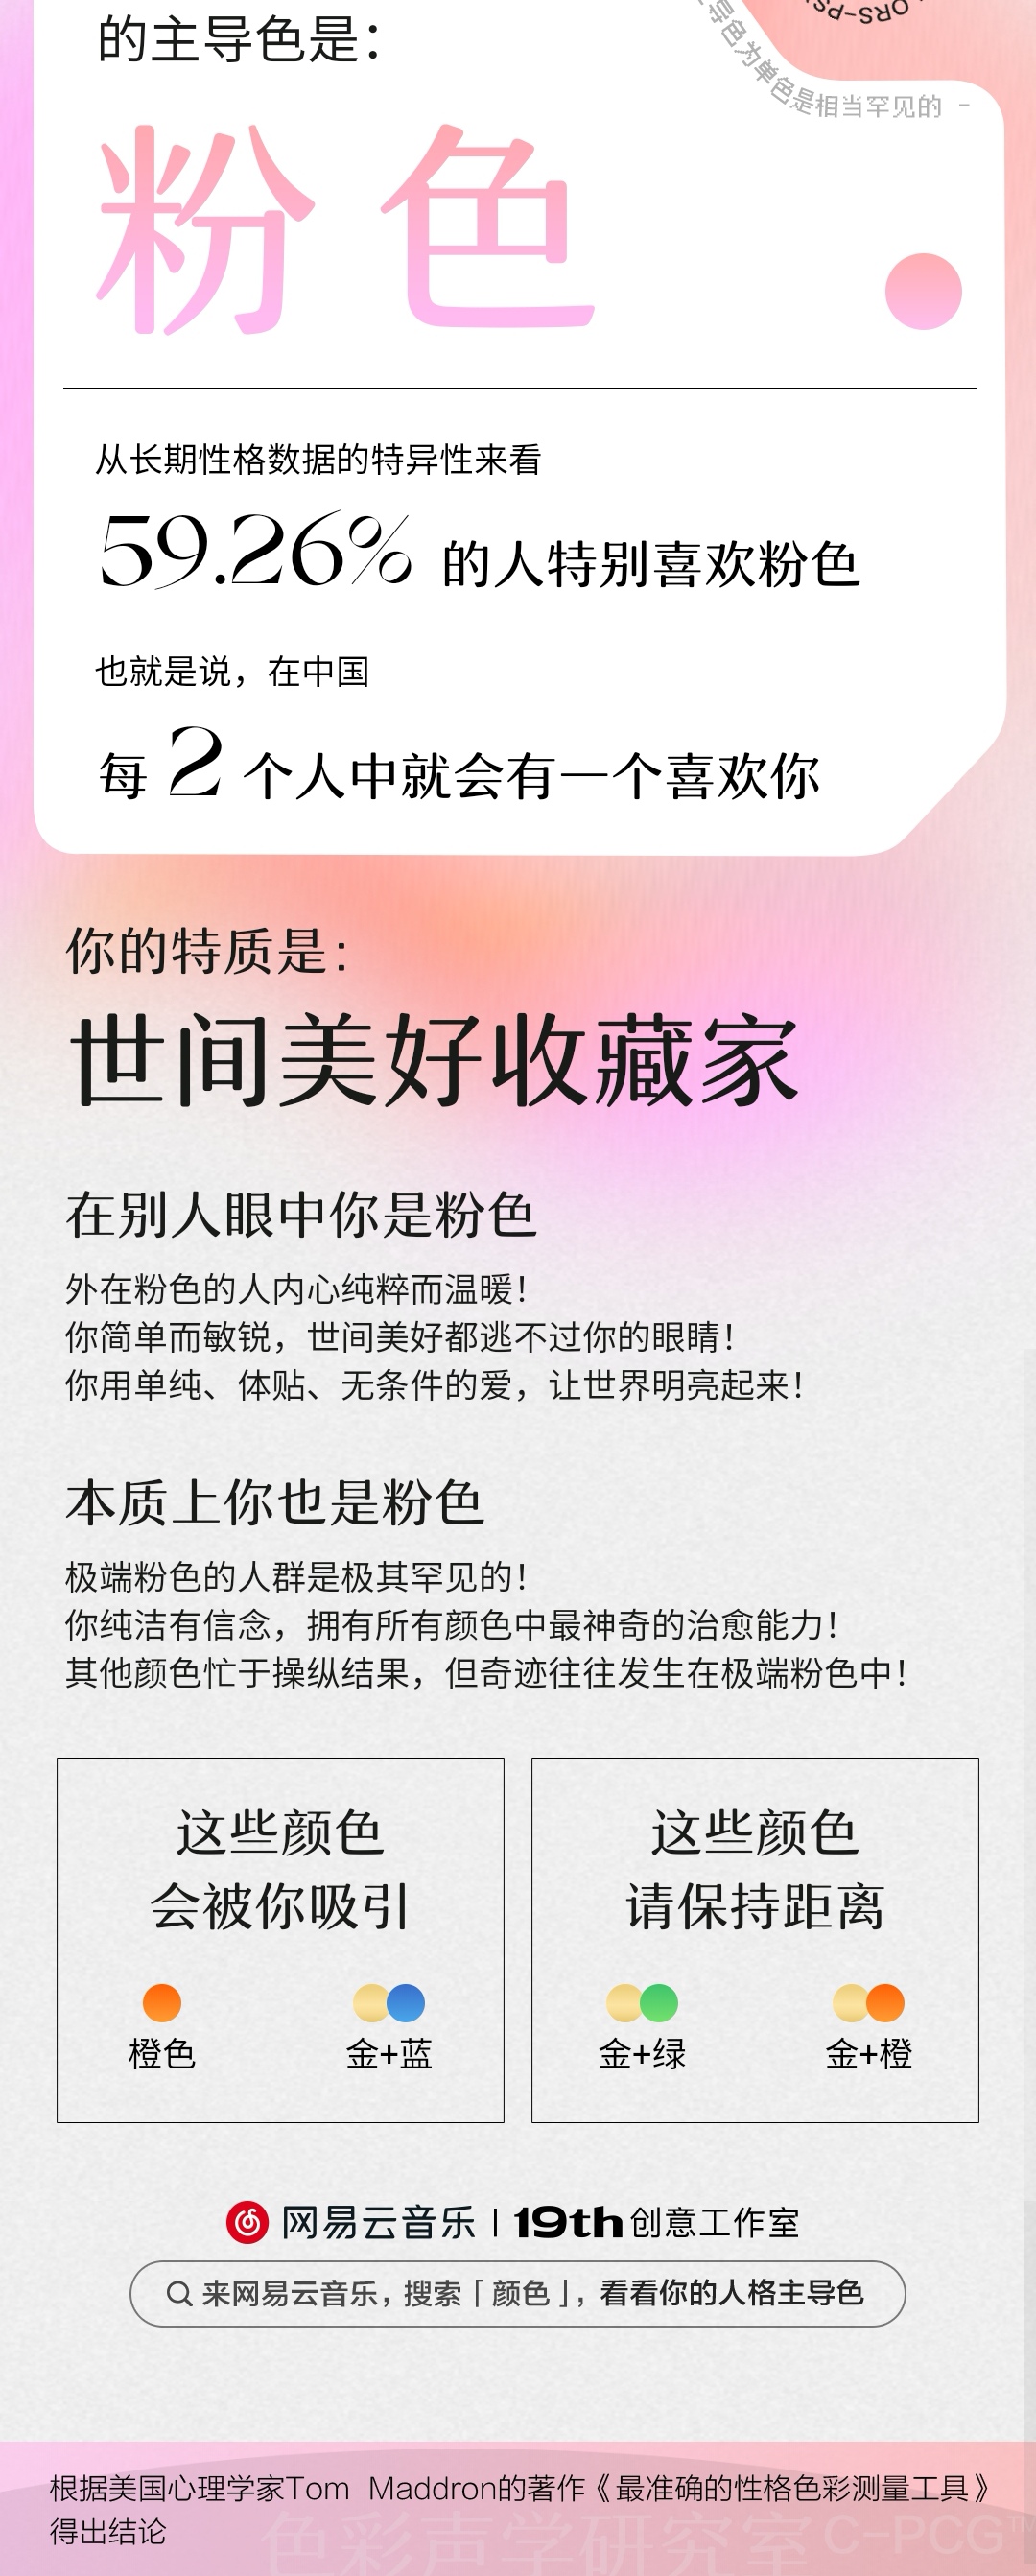 的主导色是：
ORS-PS
主导色为单色是相当罕见的 -
粉色
从长期性格数据的特异性来看
59.26% 的人特别喜欢粉色
也就是说，在中国
每 2 个人中就会有一个喜欢你
你的特质是：
世间美好收藏家
在别人眼中你是粉色
外在粉色的人内心纯粹而温暖！
你简单而敏锐，世间美好都逃不过你的眼睛！
你用单纯、体贴、无条件的爱，让世界明亮起来！
本质上你也是粉色
极端粉色的人群是极其罕见的！
你纯洁有信念，拥有所有颜色中最神奇的治愈能力！
其他颜色忙于操纵结果，但奇迹往往发生在极端粉色中！
这些颜色
会被你吸引
橙色 金+蓝
这些颜色
请保持距离
金+绿 金+橙
网易云音乐 | 19th 创意工作室
来网易云音乐，搜索「颜色」，看看你的人格主导色
根据美国心理学家Tom Maddron的著作《最准确的性格色彩测量工具》
得出结论
色彩声学研究室 C-PCG™